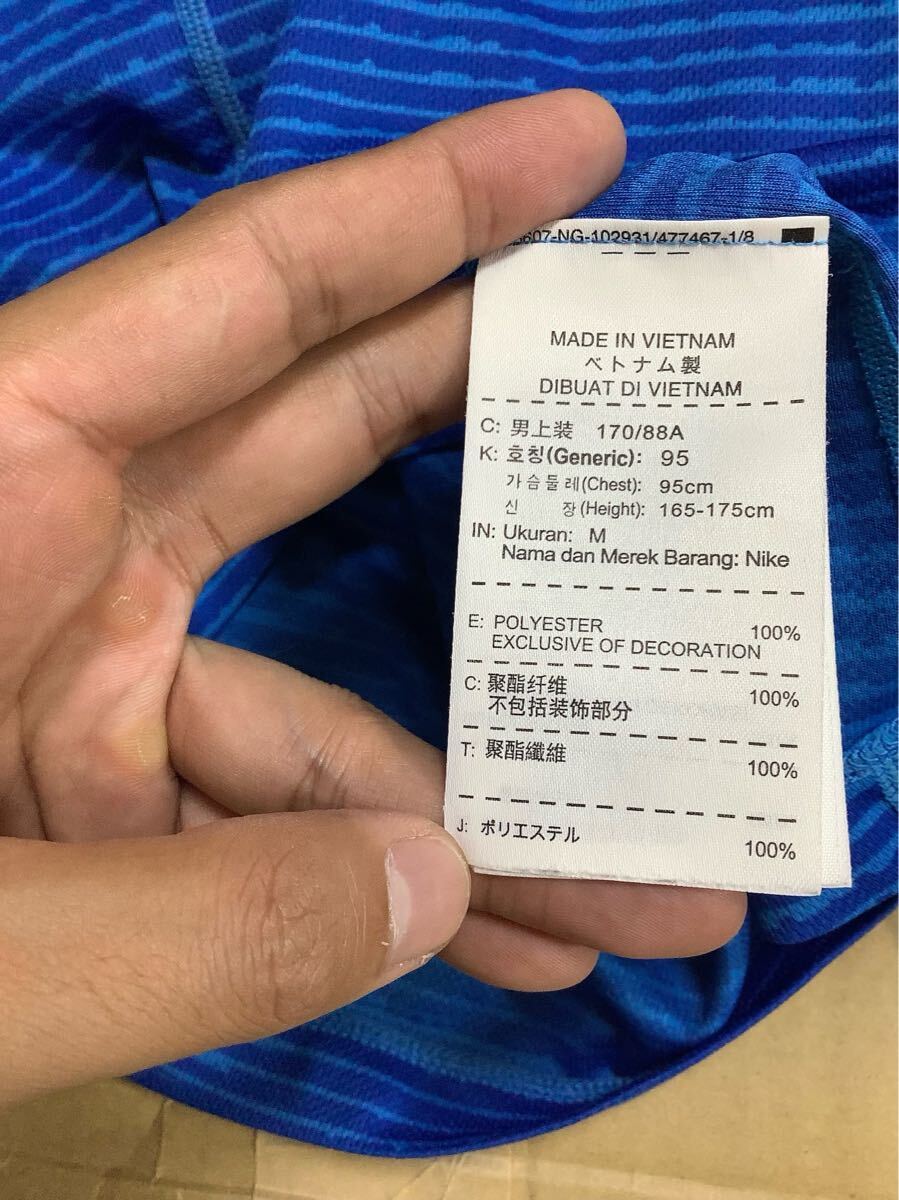 607-NG-102931/477467-1/8
MADE IN VIETNAM
ベトナム製
DIBUAT DI VIETNAM
C: 男上装 170/88A
K: 호칭(Generic): 95
가슴둘레(Chest): 95cm
신 장(Height): 165-175cm
IN: Ukuran: M
Nama dan Merek Barang: Nike
E: POLYESTER 100%
EXCLUSIVE OF DECORATION
C: 聚酯纤维 100%
不包括装饰部分
T: 聚酯纖維 100%
J: ポリエステル 100%